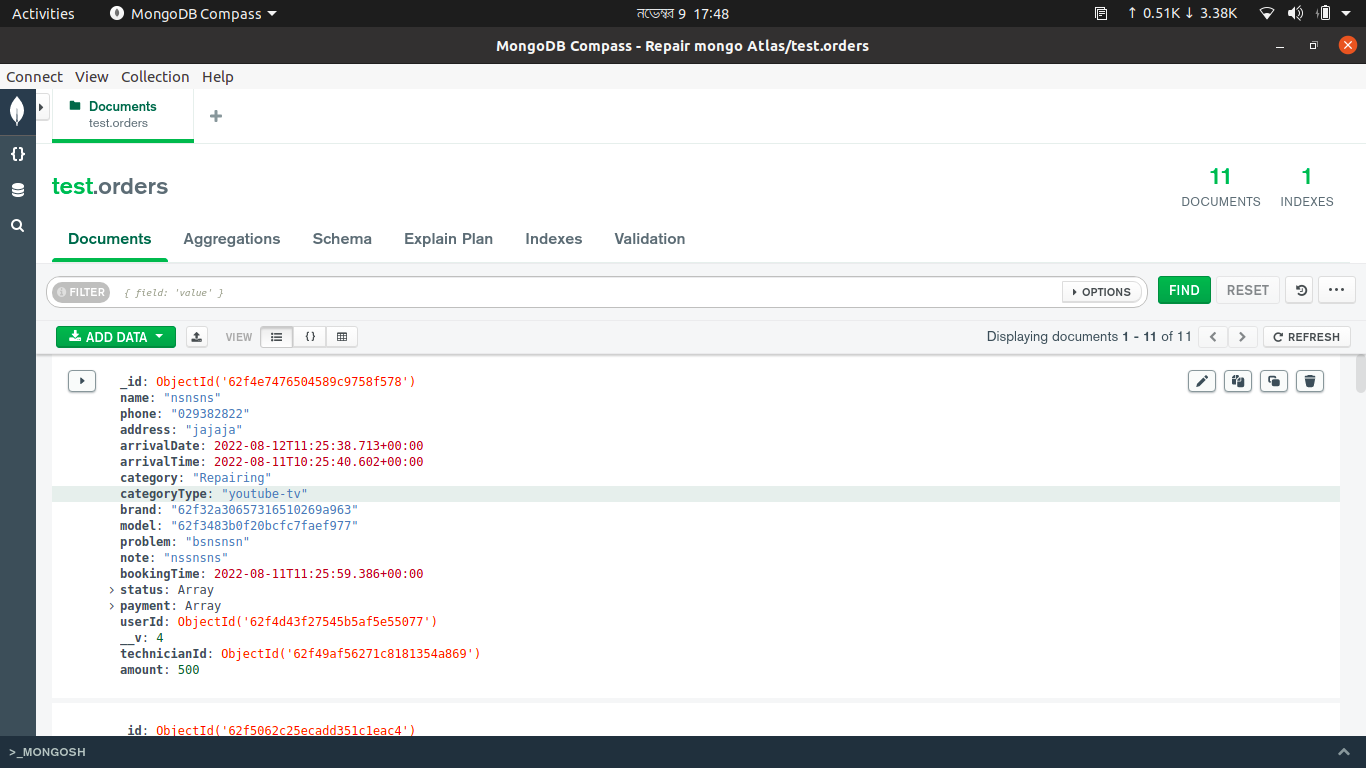 Activities MongoDB Compass নভেম্বর 9 17:48 ↑ 0.51K ↓ 3.38K
MongoDB Compass - Repair mongo Atlas/test.orders
Connect View Collection Help
Documents
test.orders
+
test.orders
11 1
DOCUMENTS INDEXES
Documents Aggregations Schema Explain Plan Indexes Validation
FILTER { field: 'value' } OPTIONS FIND RESET ...
ADD DATA VIEW {} Displaying documents 1 - 11 of 11 < > REFRESH
_id: ObjectId('62f4e7476504589c9758f578')
name: "nsnsns"
phone: "029382822"
address: "jajaja"
arrivalDate: 2022-08-12T11:25:38.713+00:00
arrivalTime: 2022-08-11T10:25:40.602+00:00
category: "Repairing"
categoryType: "youtube-tv"
brand: "62f32a30657316510269a963"
model: "62f3483b0f20bcfc7faef977"
problem: "bsnsnsn"
note: "nssnsns"
bookingTime: 2022-08-11T11:25:59.386+00:00
> status: Array
> payment: Array
userId: ObjectId('62f4d43f27545b5af5e55077')
__v: 4
technicianId: ObjectId('62f49af56271c8181354a869')
amount: 500
_id: ObjectId('62f5062c25ecadd351c1eac4')
>_MONGOSH